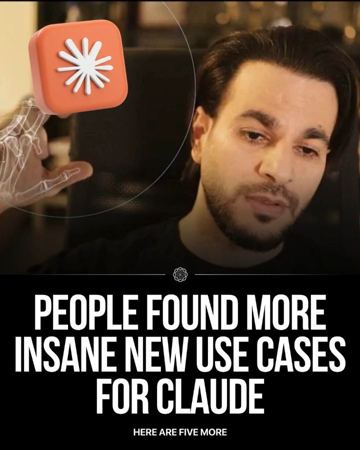 PEOPLE FOUND MORE
INSANE NEW USE CASES
FOR CLAUDE
HERE ARE FIVE MORE